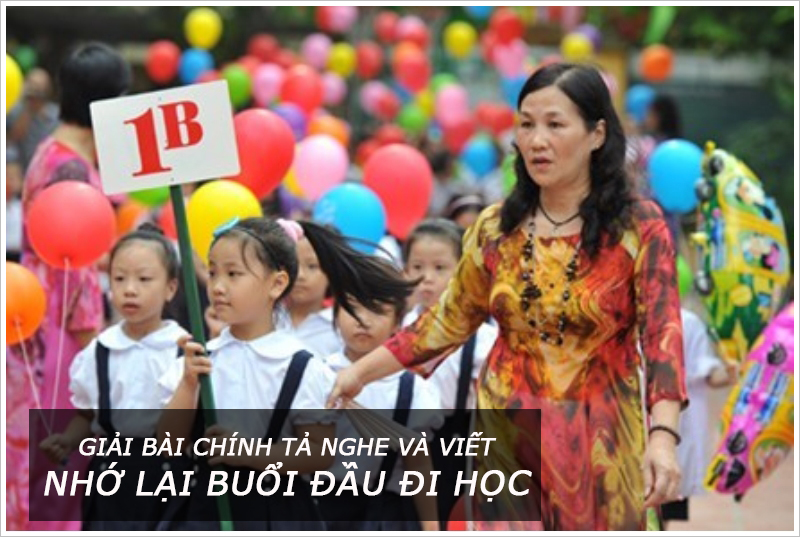 1B
GIẢI BÀI CHÍNH TẢ NGHE VÀ VIẾT
NHỚ LẠI BUỔI ĐẦU ĐI HỌC